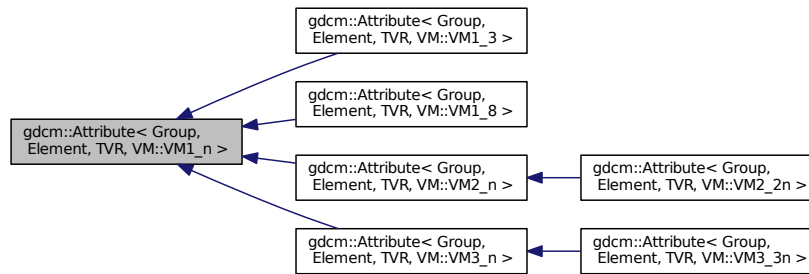 gdcm::Attribute< Group,
Element, TVR, VM::VM1_n >
gdcm::Attribute< Group,
Element, TVR, VM::VM1_3 >
gdcm::Attribute< Group,
Element, TVR, VM::VM1_8 >
gdcm::Attribute< Group,
Element, TVR, VM::VM2_n >
gdcm::Attribute< Group,
Element, TVR, VM::VM2_2n >
gdcm::Attribute< Group,
Element, TVR, VM::VM3_n >
gdcm::Attribute< Group,
Element, TVR, VM::VM3_3n >